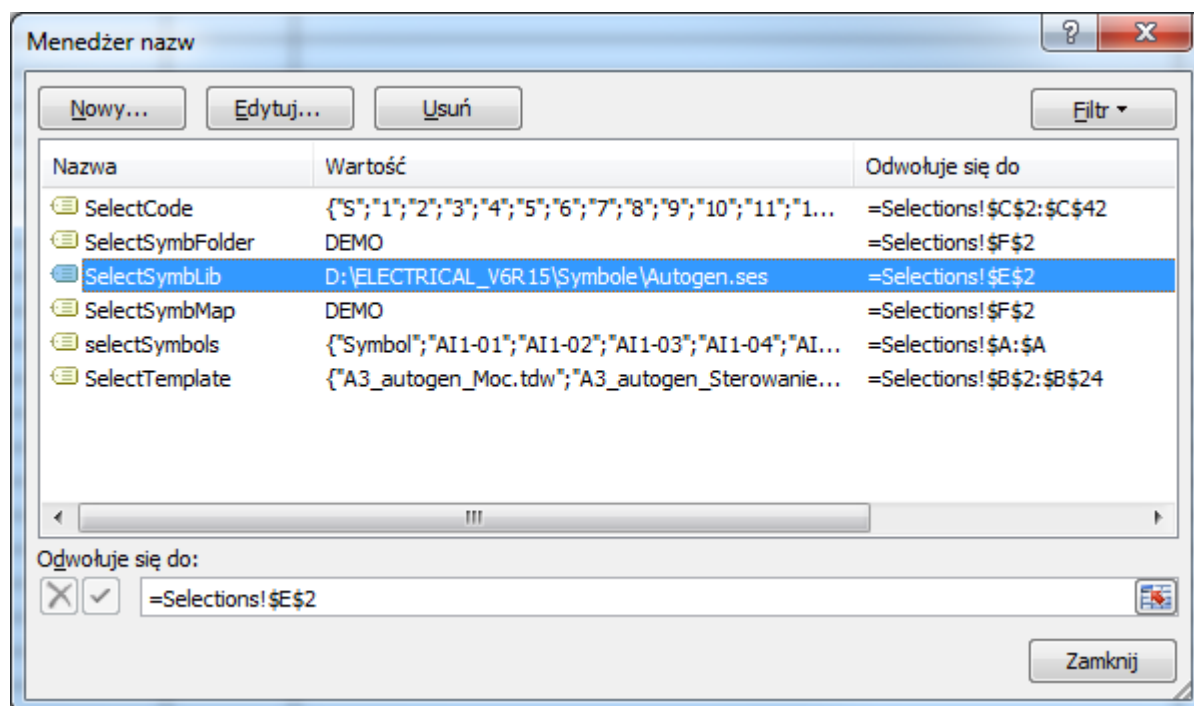 Menedżer nazw
Nowy... Edytuj... Usuń Filtr
Nazwa Wartość Odwołuje się do
SelectCode {"S";"1";"2";"3";"4";"5";"6";"7";"8";"9";"10";"11";"1... =Selections!$C$2:$C$42
SelectSymbFolder DEMO =Selections!$F$2
SelectSymbLib D:\ELECTRICAL_V6R15\Symbole\Autogen.ses =Selections!$E$2
SelectSymbMap DEMO =Selections!$F$2
selectSymbols {"Symbol";"AI1-01";"AI1-02";"AI1-03";"AI1-04";"AI... =Selections!$A:$A
SelectTemplate {"A3_autogen_Moc.tdw";"A3_autogen_Sterowanie... =Selections!$B$2:$B$24
Odwołuje się do:
=Selections!$E$2
Zamknij